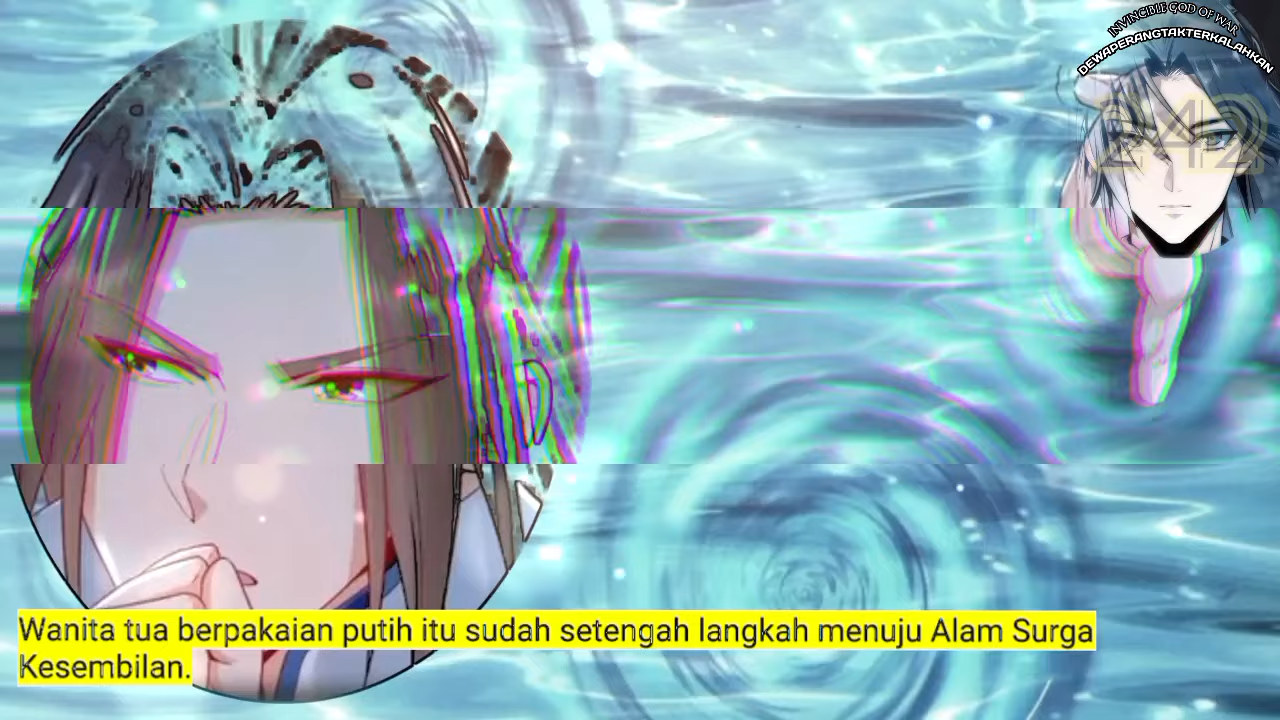 INVINCIBLE GOD OF WAR
DEWAPERANGTAKTERKALAHKAN
242
Wanita tua berpakaian putih itu sudah setengah langkah menuju Alam Surga
Kesembilan.